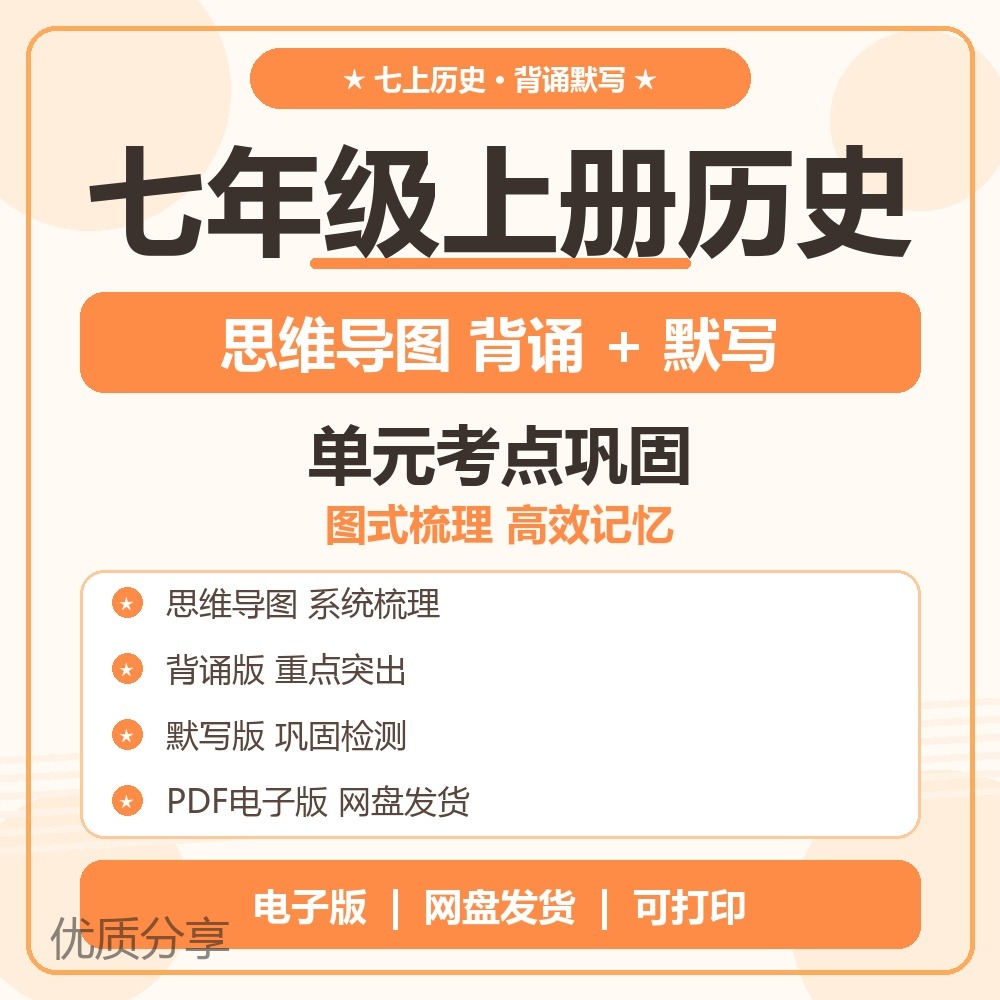 ★ 七上历史·背诵默写 ★
七年级上册历史
思维导图 背诵 + 默写
单元考点巩固
图式梳理 高效记忆
思维导图 系统梳理
背诵版 重点突出
默写版 巩固检测
PDF电子版 网盘发货
电子版 | 网盘发货 | 可打印
优质分享